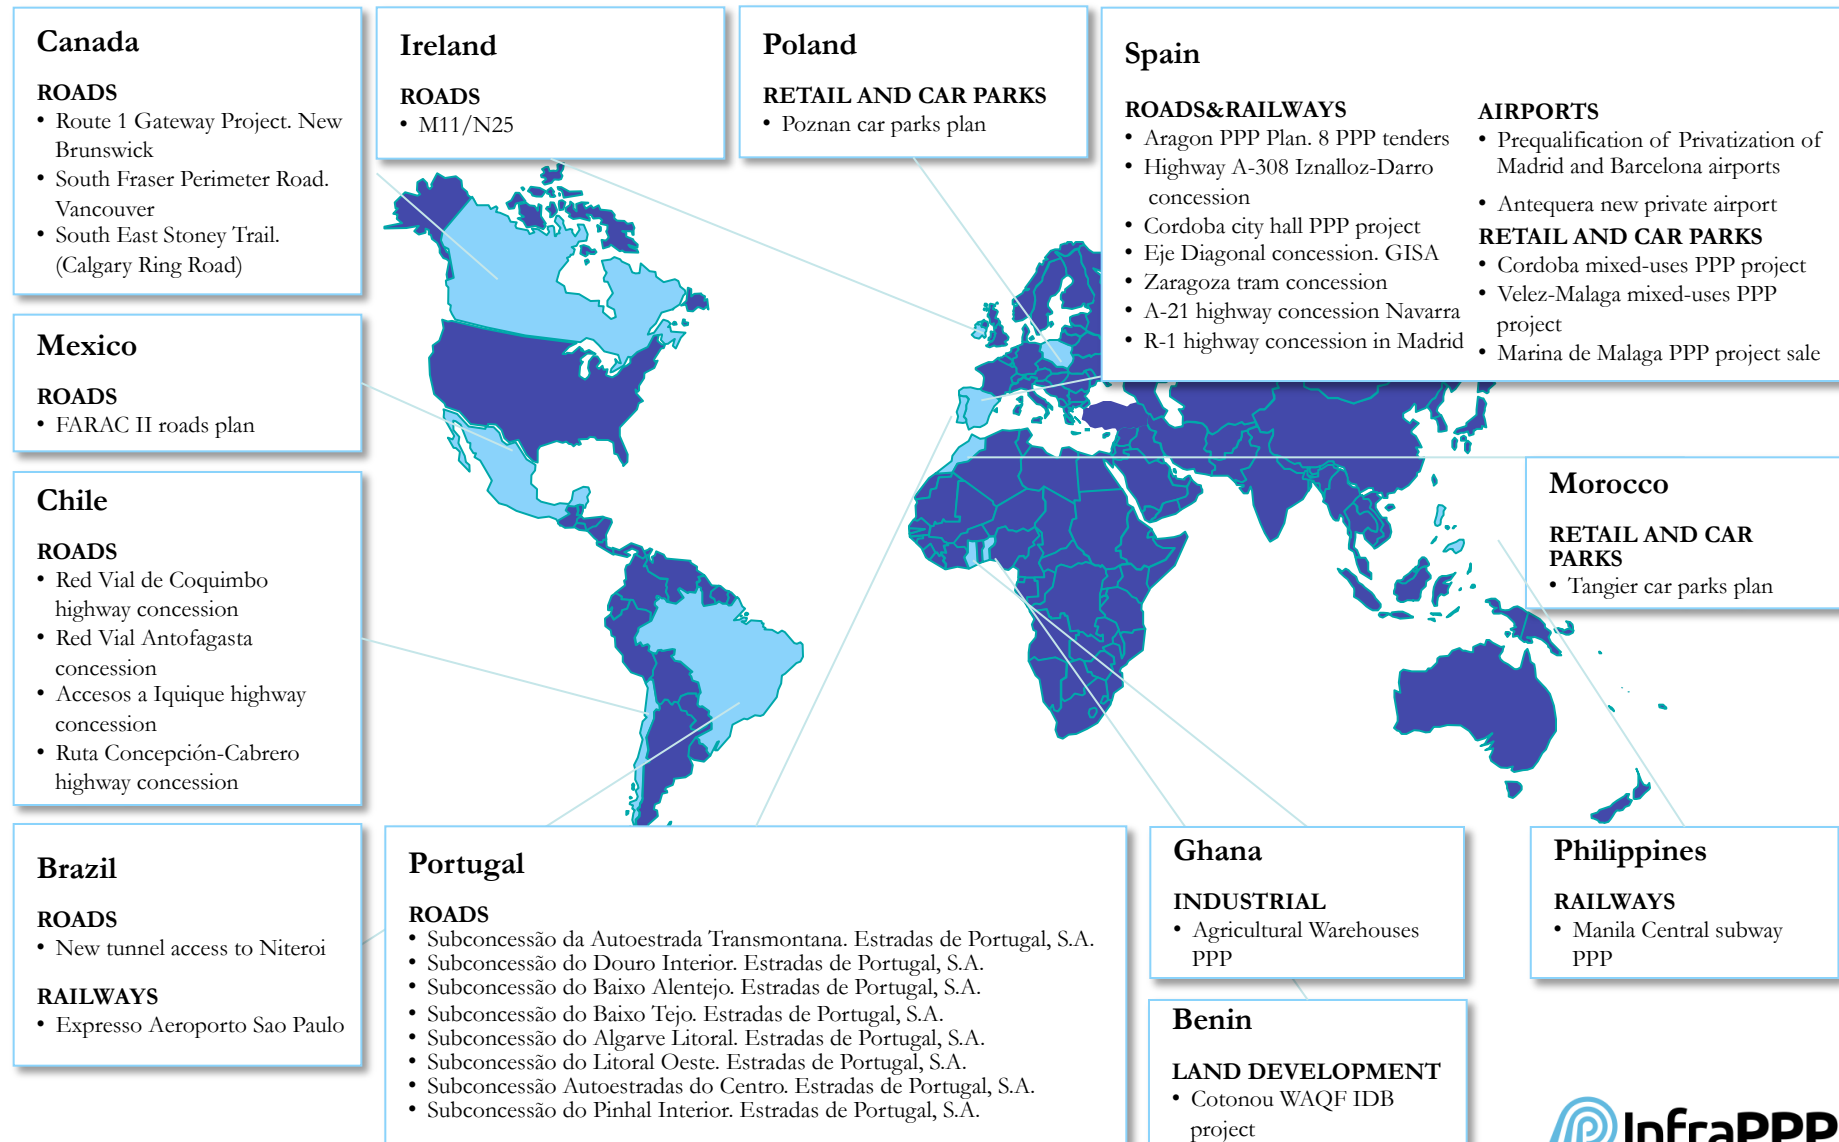 Canada
ROADS
• Route 1 Gateway Project. New
Brunswick
• South Fraser Perimeter Road.
Vancouver
• South East Stoney Trail.
(Calgary Ring Road)
Ireland
ROADS
• M11/N25
Poland
RETAIL AND CAR PARKS
• Poznan car parks plan
Spain
ROADS&RAILWAYS
• Aragon PPP Plan. 8 PPP tenders
• Highway A-308 Iznalloz-Darro
concession
• Cordoba city hall PPP project
• Eje Diagonal concession. GISA
• Zaragoza tram concession
• A-21 highway concession Navarra
• R-1 highway concession in Madrid
AIRPORTS
• Prequalification of Privatization of
Madrid and Barcelona airports
• Antequera new private airport
RETAIL AND CAR PARKS
• Cordoba mixed-uses PPP project
• Velez-Malaga mixed-uses PPP
project
• Marina de Malaga PPP project sale
Mexico
ROADS
• FARAC II roads plan
Chile
ROADS
• Red Vial de Coquimbo
highway concession
• Red Vial Antofagasta
concession
• Accesos a Iquique highway
concession
• Ruta Concepción-Cabrero
highway concession
Morocco
RETAIL AND CAR
PARKS
• Tangier car parks plan
Brazil
ROADS
• New tunnel access to Niteroi
RAILWAYS
• Expresso Aeroporto Sao Paulo
Portugal
ROADS
• Subconcessão da Autoestrada Transmontana. Estradas de Portugal, S.A.
• Subconcessão do Douro Interior. Estradas de Portugal, S.A.
• Subconcessão do Baixo Alentejo. Estradas de Portugal, S.A.
• Subconcessão do Baixo Tejo. Estradas de Portugal, S.A.
• Subconcessão do Algarve Litoral. Estradas de Portugal, S.A.
• Subconcessão do Litoral Oeste. Estradas de Portugal, S.A.
• Subconcessão Autoestradas do Centro. Estradas de Portugal, S.A.
• Subconcessão do Pinhal Interior. Estradas de Portugal, S.A.
Ghana
INDUSTRIAL
• Agricultural Warehouses
PPP
Benin
LAND DEVELOPMENT
• Cotonou WAQF IDB
project
Philippines
RAILWAYS
• Manila Central subway
PPP
InfraPPP